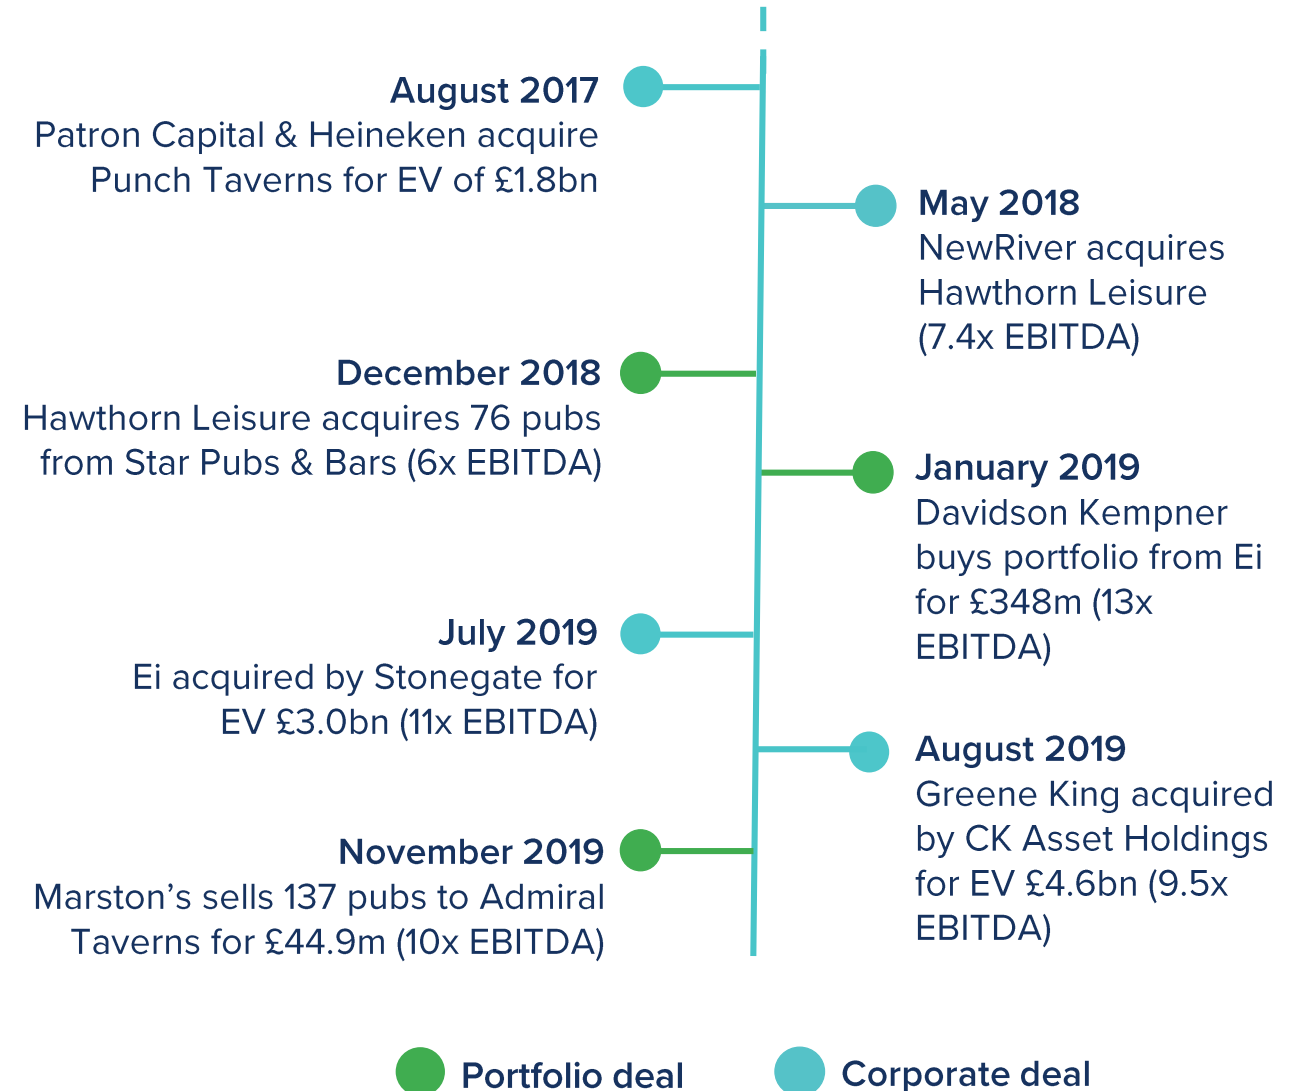 August 2017
Patron Capital & Heineken acquire
Punch Taverns for EV of £1.8bn
May 2018
NewRiver acquires
Hawthorn Leisure
(7.4x EBITDA)
December 2018
Hawthorn Leisure acquires 76 pubs
from Star Pubs & Bars (6x EBITDA)
January 2019
Davidson Kempner
buys portfolio from Ei
for £348m (13x
EBITDA)
July 2019
Ei acquired by Stonegate for
EV £3.0bn (11x EBITDA)
August 2019
Greene King acquired
by CK Asset Holdings
for EV £4.6bn (9.5x
EBITDA)
November 2019
Marston’s sells 137 pubs to Admiral
Taverns for £44.9m (10x EBITDA)
Portfolio deal
Corporate deal